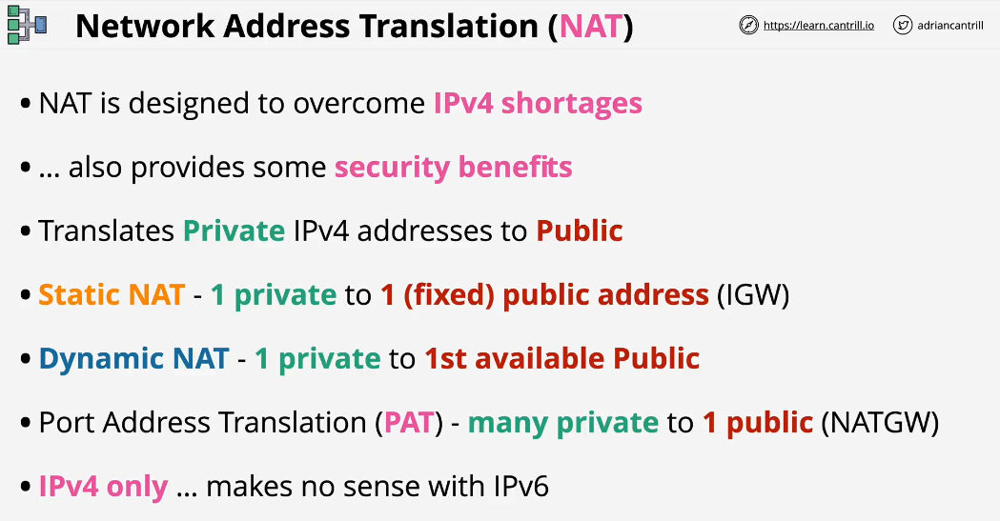 Network Address Translation (NAT)
https://learn.cantrill.io
adriancantrill
• NAT is designed to overcome IPv4 shortages
• ... also provides some security benefits
• Translates Private IPv4 addresses to Public
• Static NAT - 1 private to 1 (fixed) public address (IGW)
• Dynamic NAT - 1 private to 1st available Public
• Port Address Translation (PAT) - many private to 1 public (NATGW)
• IPv4 only ... makes no sense with IPv6